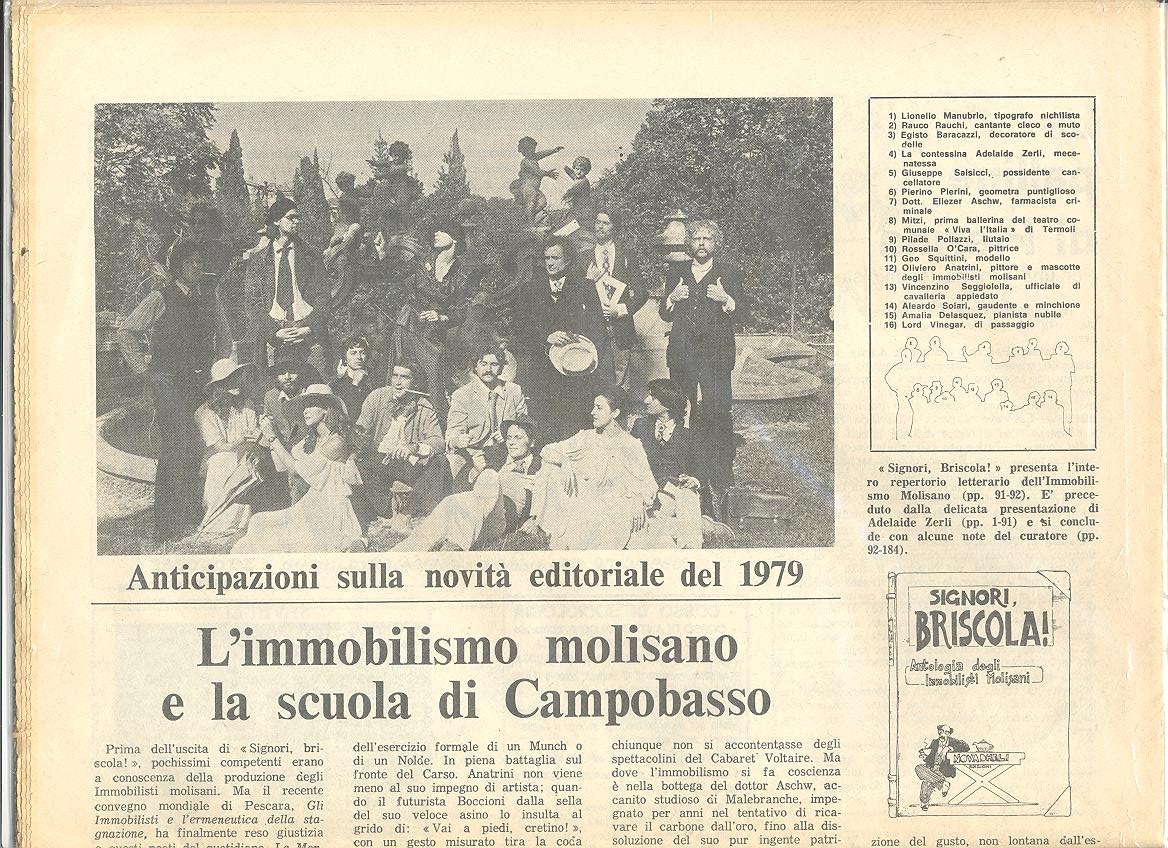 1) Lionello Manubrio, tipografo nichilista
2) Rauco Rauchi, cantante cieco e muto
3) Egisto Baracazzi, decoratore di sco-
delle
4) La contessina Adelaide Zerli, mece-
natessa
5) Giuseppe Salsicci, possidente can-
cellatore
6) Pierino Pierini, geometra puntiglioso
7) Dott. Eliezer Aschw, farmacista cri-
minale
8) Mitzi, prima ballerina del teatro co-
munale «Viva l'Italia» di Termoli
9) Pilade Pollazzi, liutaio
10) Rossella O'Cara, pittrice
11) Geo Squittini, modello
12) Oliviero Anatrini, pittore e mascotte
degli immobilisti molisani
13) Vincenzino Seggiolella, ufficiale di
cavalleria appiedato
14) Aleardo Solari, gaudente e minchione
15) Amalia Delasquez, pianista nubile
16) Lord Vinegar, di passaggio
«Signori, Briscola!» presenta l'inte-
ro repertorio letterario dell'Immobili-
smo Molisano (pp. 91-92). E' prece-
duto dalla delicata presentazione di
Adelaide Zerli (pp. 1-91) e si conclu-
de con alcune note del curatore (pp.
92-184).
SIGNORI,
BRISCOLA!
Antologia degli
Immobilisti Molisani
Anticipazioni sulla novità editoriale del 1979
L'immobilismo molisano
e la scuola di Campobasso
Prima dell'uscita di «Signori, bri-
scola!», pochissimi competenti erano
a conoscenza della produzione degli
Immobilisti molisani. Ma il recente
convegno mondiale di Pescara, Gli
Immobilisti e l'ermeneutica della sta-
gnazione, ha finalmente reso giustizia
a questi poeti del quotidiano. La Mor-
dell'esercizio formale di un Munch o
di un Nolde. In piena battaglia sul
fronte del Carso. Anatrini non viene
meno al suo impegno di artista; quan-
do il futurista Boccioni dalla sella
del suo veloce asino lo insulta al
grido di: «Vai a piedi, cretino!»,
con un gesto misurato tira la coda
chiunque non si accontentasse degli
spettacolini del Cabaret Voltaire. Ma
dove l'immobilismo si fa coscienza
è nella bottega del dottor Aschw, ac-
canito studioso di Malebranche, impe-
gnato per anni nel tentativo di rica-
vare il carbone dall'oro, fino alla dis-
soluzione del suo pur ingente patri-
zione del gusto, non lontana dall'es-